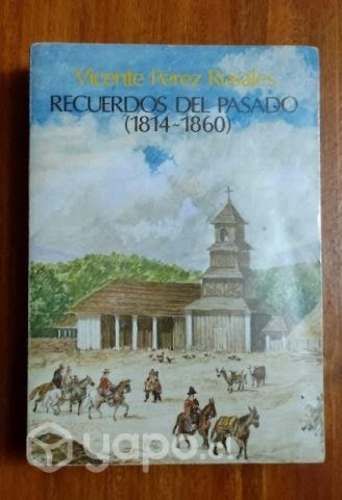 Vicente Pérez Rosales
RECUERDOS DEL PASADO
(1814-1860)
yapo.cl